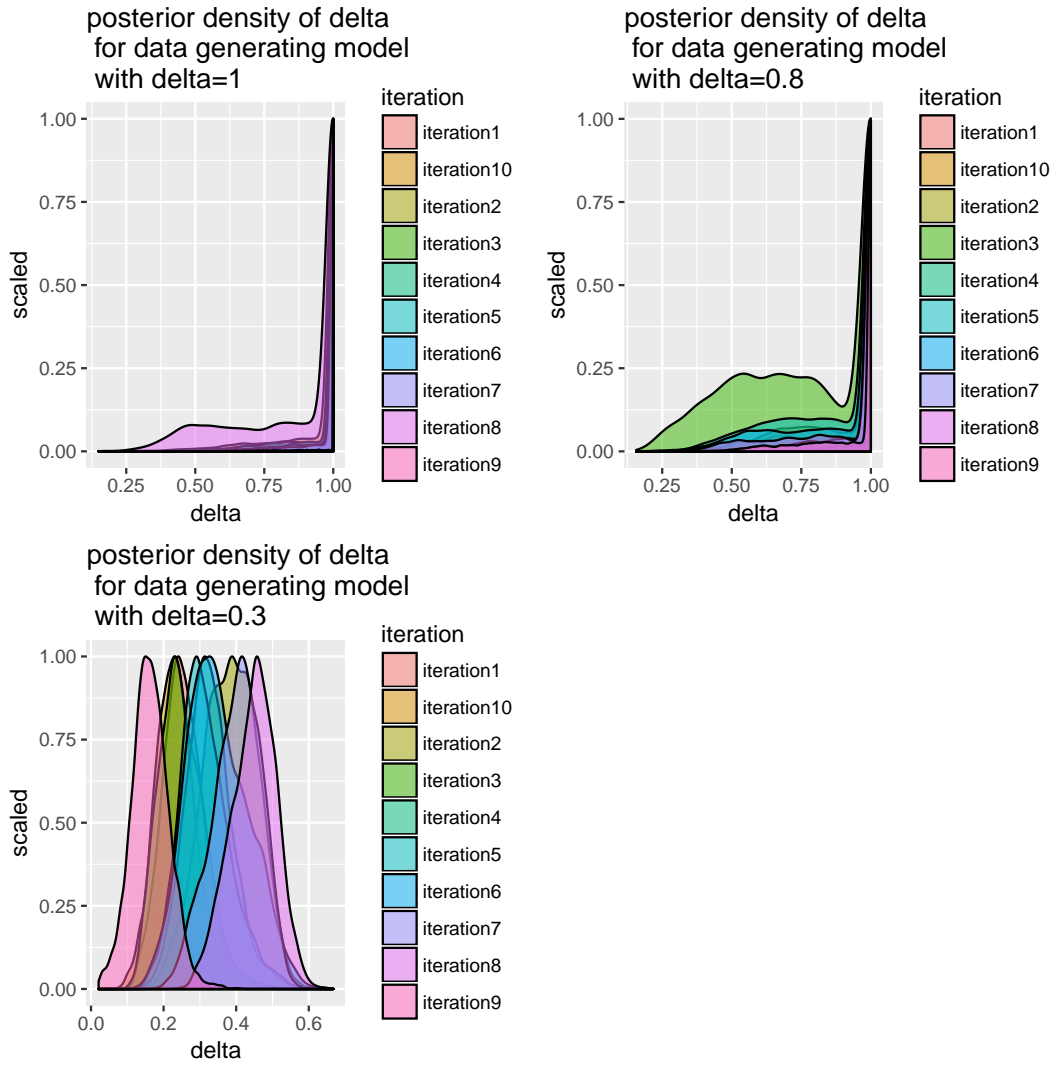 posterior density of delta
for data generating model
with delta=1
iteration
iteration1
iteration10
iteration2
iteration3
iteration4
iteration5
iteration6
iteration7
iteration8
iteration9
1.00
0.75
0.50
0.25
0.00
scaled
0.25
0.50
0.75
1.00
delta
posterior density of delta
for data generating model
with delta=0.8
iteration
iteration1
iteration10
iteration2
iteration3
iteration4
iteration5
iteration6
iteration7
iteration8
iteration9
1.00
0.75
0.50
0.25
0.00
scaled
0.25
0.50
0.75
1.00
delta
posterior density of delta
for data generating model
with delta=0.3
iteration
iteration1
iteration10
iteration2
iteration3
iteration4
iteration5
iteration6
iteration7
iteration8
iteration9
1.00
0.75
0.50
0.25
0.00
scaled
0.0
0.2
0.4
0.6
delta